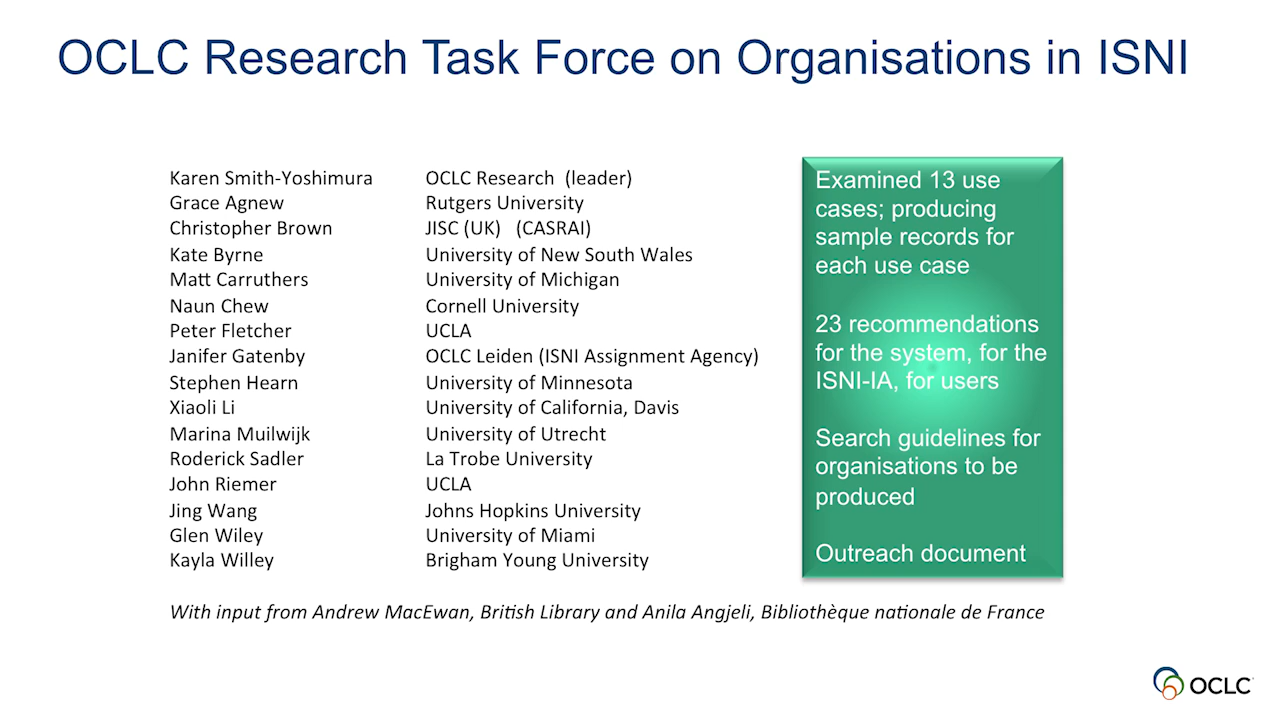 OCLC Research Task Force on Organisations in ISNI
Karen Smith-Yoshimura OCLC Research (leader)
Grace Agnew Rutgers University
Christopher Brown JISC (UK) (CASRAI)
Kate Byrne University of New South Wales
Matt Carruthers University of Michigan
Naun Chew Cornell University
Peter Fletcher UCLA
Janifer Gatenby OCLC Leiden (ISNI Assignment Agency)
Stephen Hearn University of Minnesota
Xiaoli Li University of California, Davis
Marina Muilwijk University of Utrecht
Roderick Sadler La Trobe University
John Riemer UCLA
Jing Wang Johns Hopkins University
Glen Wiley University of Miami
Kayla Willey Brigham Young University
Examined 13 use
cases; producing
sample records for
each use case
23 recommendations
for the system, for the
ISNI-IA, for users
Search guidelines for
organisations to be
produced
Outreach document
With input from Andrew MacEwan, British Library and Anila Angjeli, Bibliothèque nationale de France
OCLC